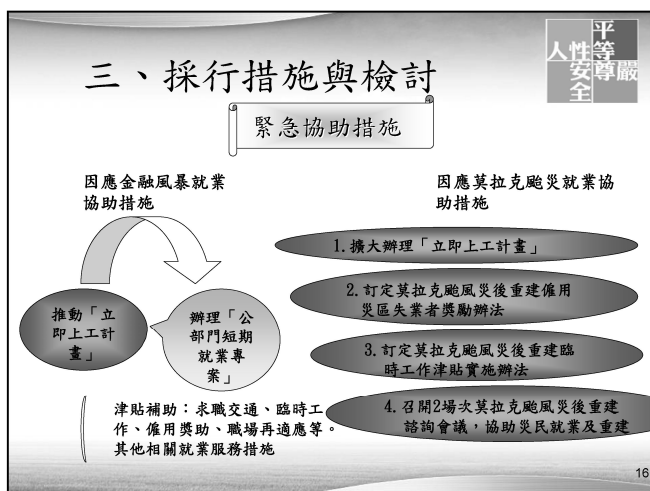 三、採行措施與檢討
平
人性等
安尊嚴
全
緊急協助措施
因應金融風暴就業
協助措施
推動「立
即上工計
畫」
辦理「公
部門短期
就業專
案」
津貼補助：求職交通、臨時工
作、僱用獎助、職場再適應等。
其他相關就業服務措施
因應莫拉克颱災就業協
助措施
1.擴大辦理「立即上工計畫」
2.訂定莫拉克颱風災後重建僱用
災區失業者獎勵辦法
3.訂定莫拉克颱風災後重建臨
時工作津貼實施辦法
4.召開2場次莫拉克颱風災後重建
諮詢會議，協助災民就業及重建
16